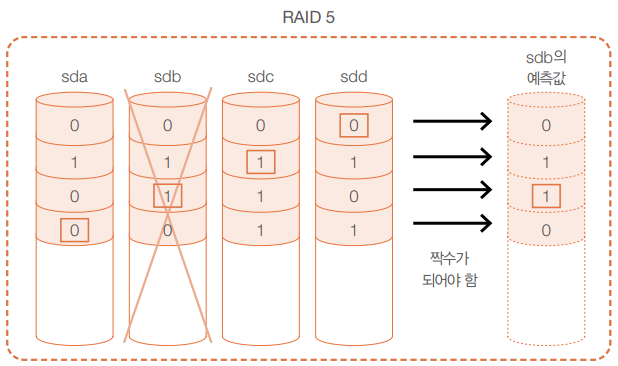 RAID 5
sda sdb sdc sdd sdb의
예측값
0 0 0 0 0
1 1 1 1 1
0 1 1 0 1
0 0 1 1 0
짝수가
되어야 함